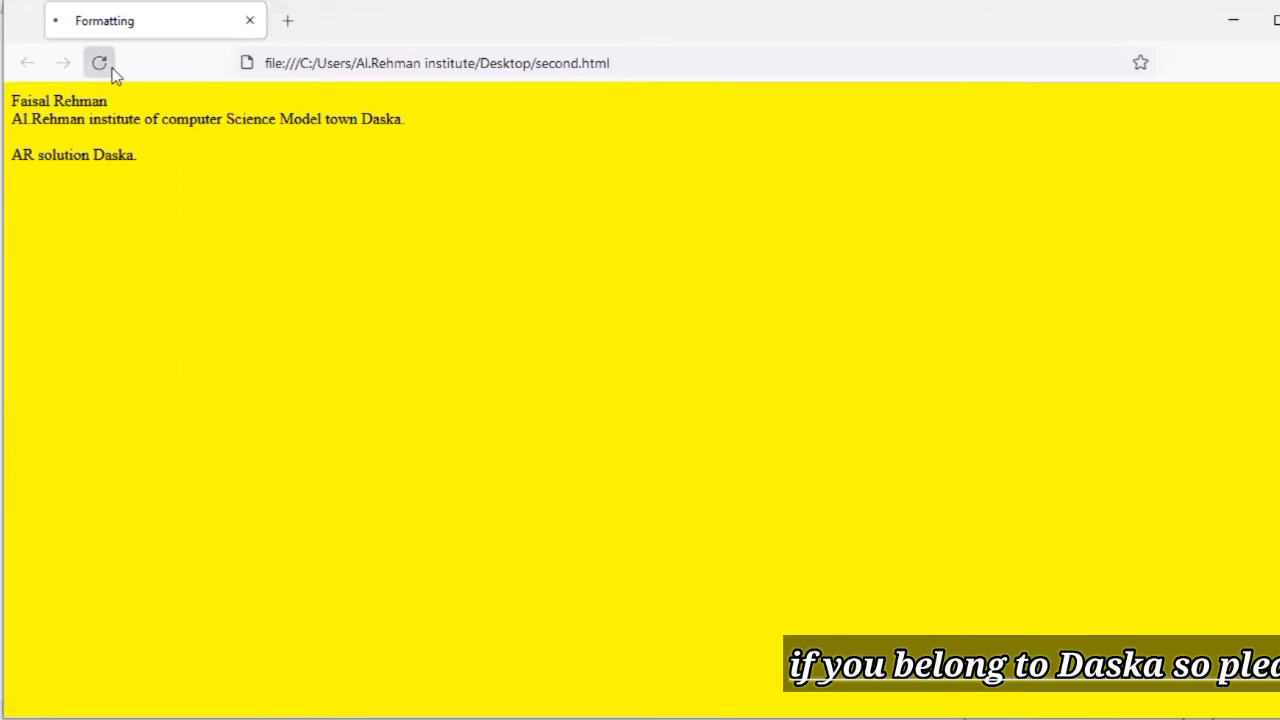 Formatting
file:///C:/Users/Al.Rehman institute/Desktop/second.html
Faisal Rehman
Al.Rehman institute of computer Science Model town Daska.
AR solution Daska.
if you belong to Daska so